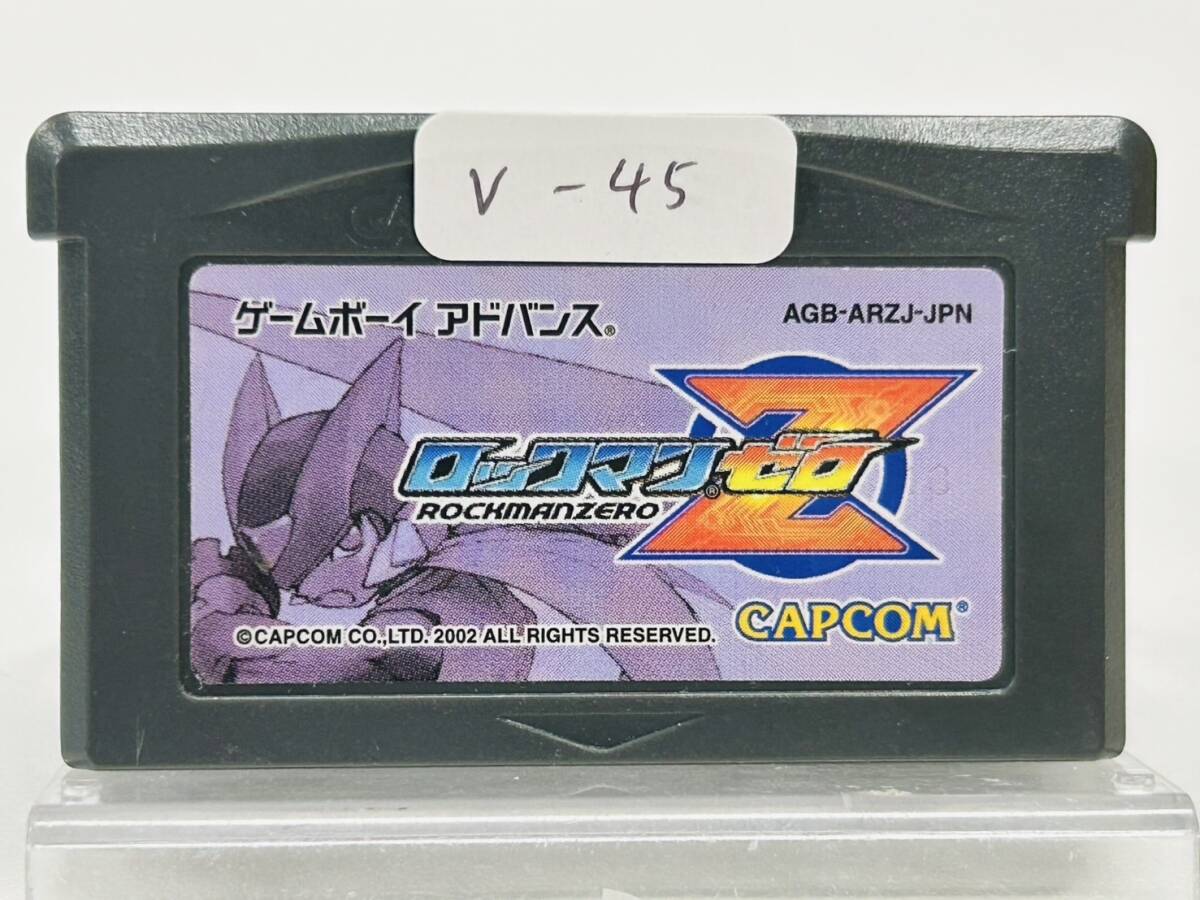 V - 45
ゲームボーイ アドバンス®
AGB-ARZJ-JPN
ロックマン®ゼロ
ROCKMANZERO
Z
CAPCOM®
©CAPCOM CO.,LTD. 2002 ALL RIGHTS RESERVED.